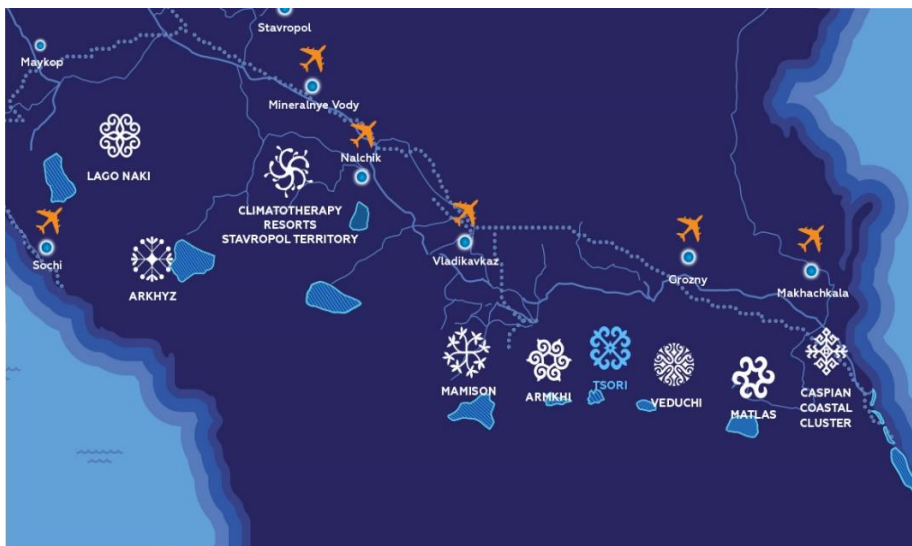 Stavropol
Maykop
Mineralnye Vody
Nalchik
LAGO NAKI
CLIMATOTHERAPY
RESORTS
STAVROPOL TERRITORY
Sochi
Vladikavkaz
ARKHYZ
Grozny
Makhachkala
MAMISON
ARMKHI
TSORI
VEDUCHI
MATLAS
CASPIAN
COASTAL
CLUSTER